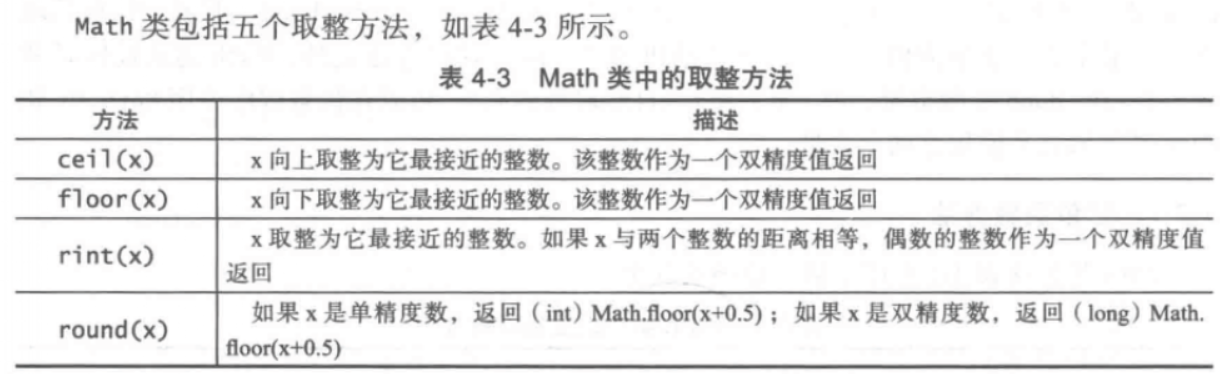 Math 类包括五个取整方法，如表 4-3 所示。
表 4-3 Math 类中的取整方法
方法 描述
ceil(x) x 向上取整为它最接近的整数。该整数作为一个双精度值返回
floor(x) x 向下取整为它最接近的整数。该整数作为一个双精度值返回
rint(x) x 取整为它最接近的整数。如果 x 与两个整数的距离相等，偶数的整数作为一个双精度值
返回
round(x) 如果 x 是单精度数，返回（int）Math.floor(x+0.5)；如果 x 是双精度数，返回（long）Math.
floor(x+0.5)